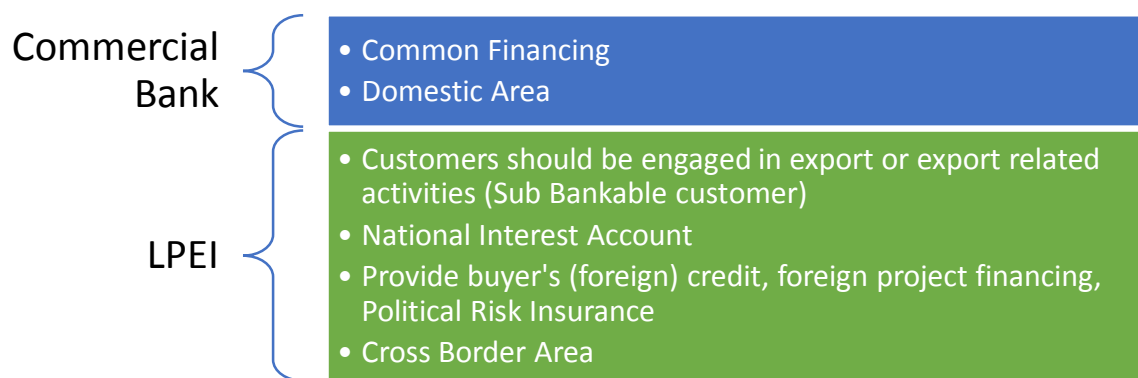 Commercial
Bank
• Common Financing
• Domestic Area
LPEI
• Customers should be engaged in export or export related
activities (Sub Bankable customer)
• National Interest Account
• Provide buyer's (foreign) credit, foreign project financing,
Political Risk Insurance
• Cross Border Area